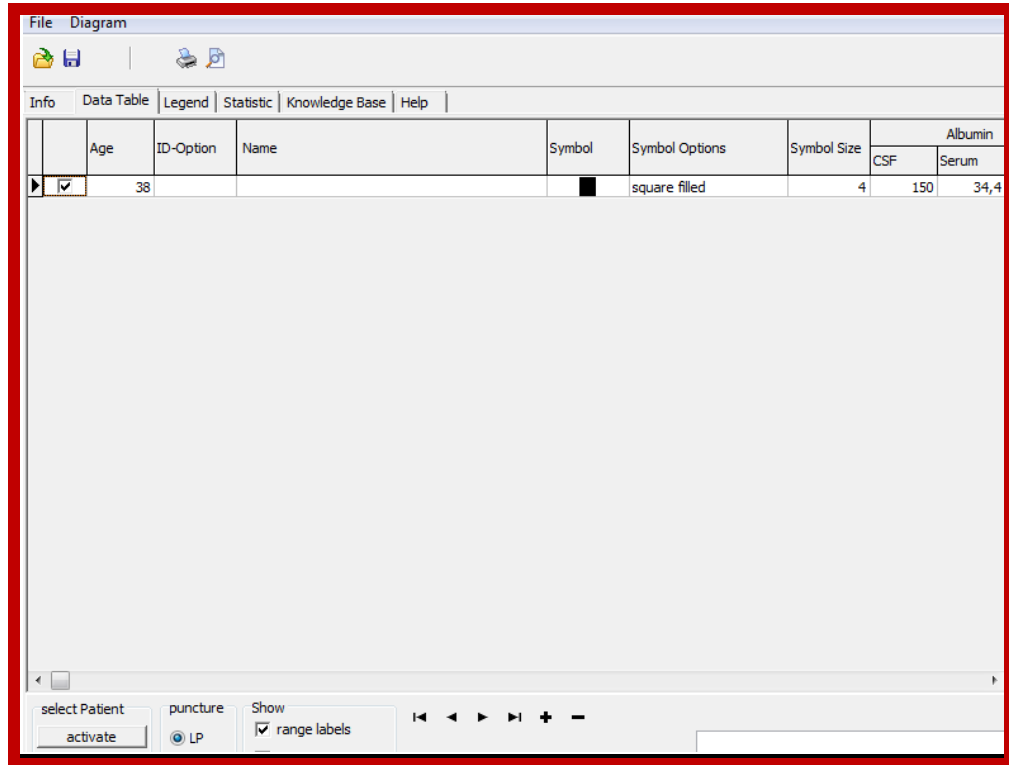 File Diagram
Info Data Table Legend Statistic Knowledge Base Help
Albumin
Age ID-Option Name Symbol Symbol Options Symbol Size
CSF Serum
38 square filled 4 150 34,4
select Patient puncture Show
activate LP range labels